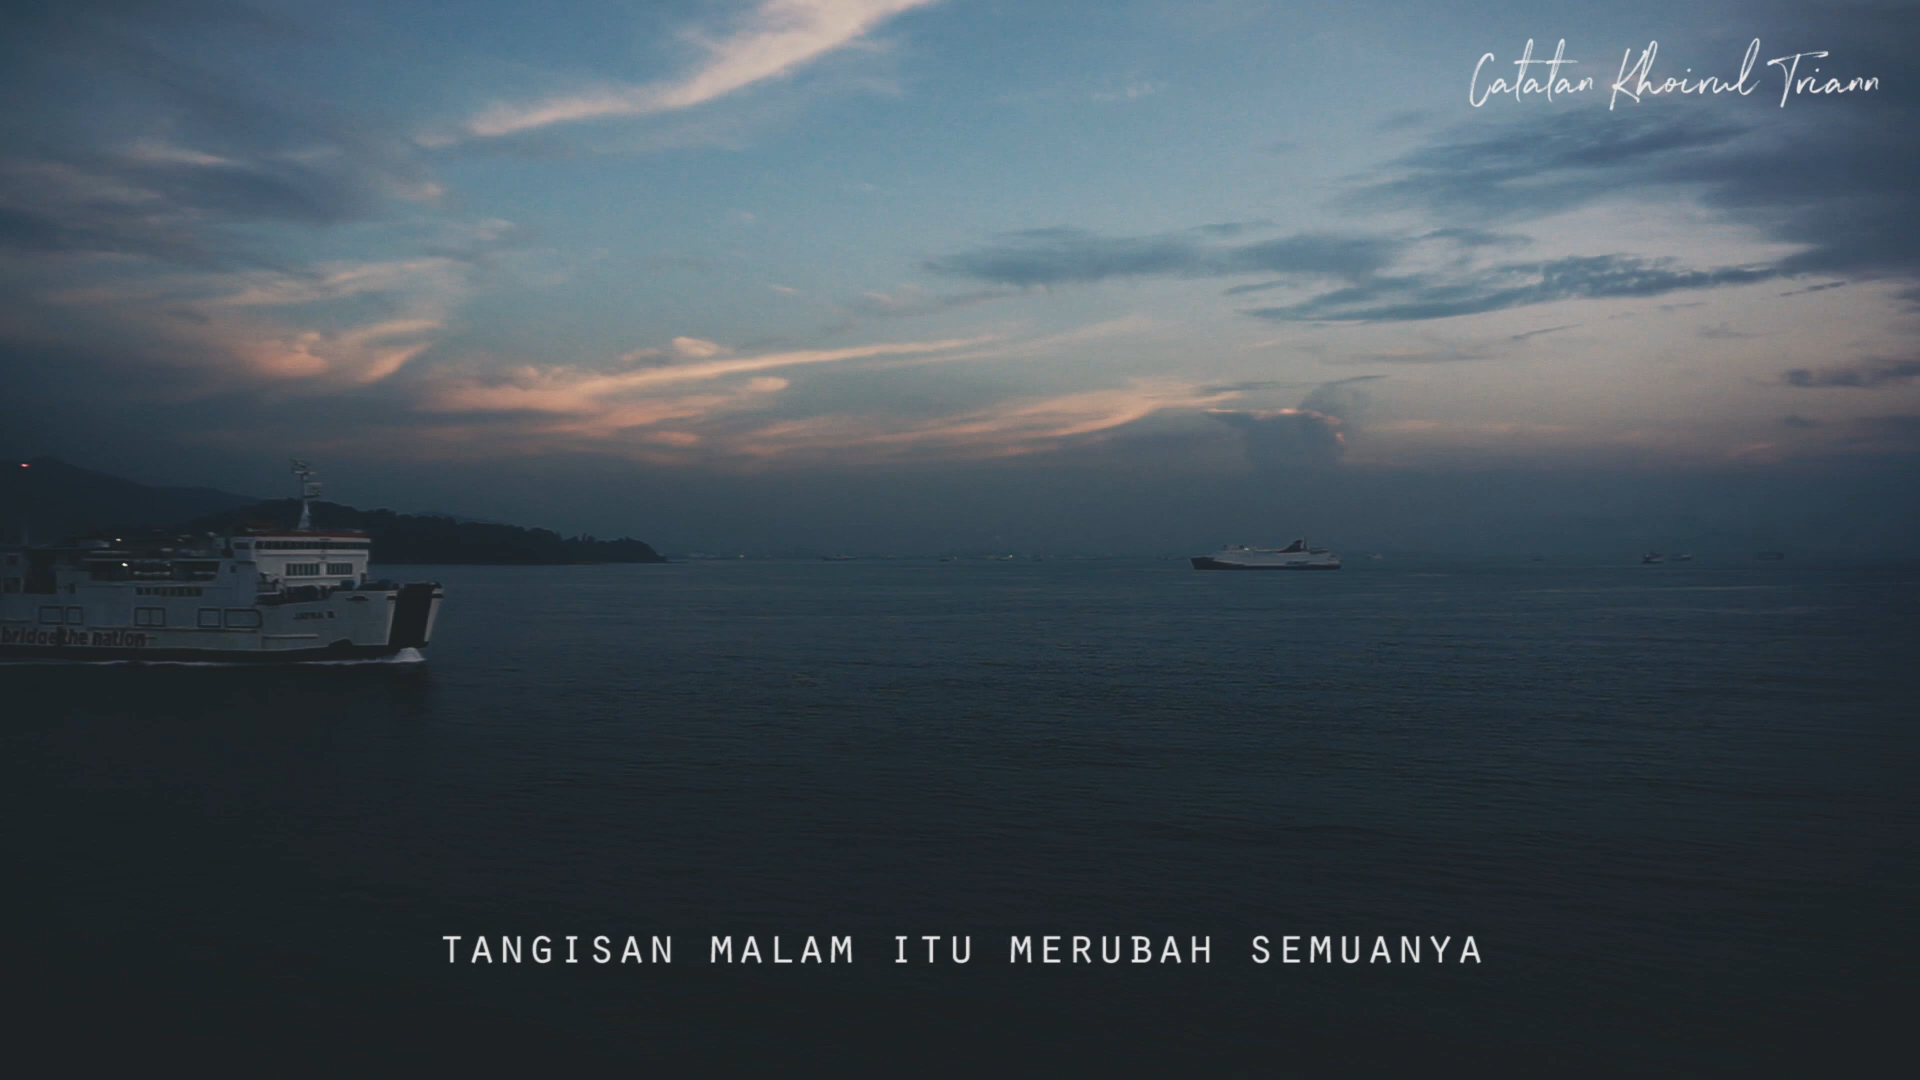 Catatan Khoirul Triann
bridge the nation
TANGISAN MALAM ITU MERUBAH SEMUANYA